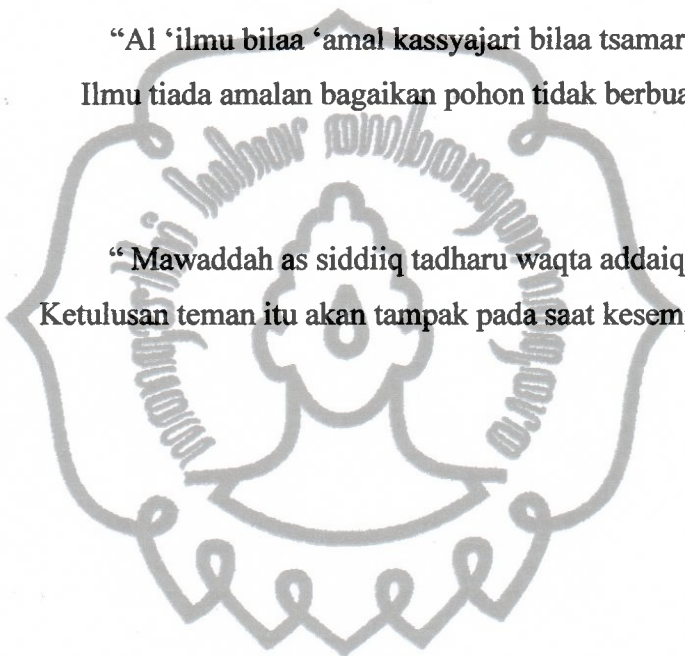 “Al ‘ilmu bilaa ‘amal kassyajari bilaa tsamar
Ilmu tiada amalan bagaikan pohon tidak berbua
“ Mawaddah as siddiiq tadharu waqta addaiq
Ketulusan teman itu akan tampak pada saat